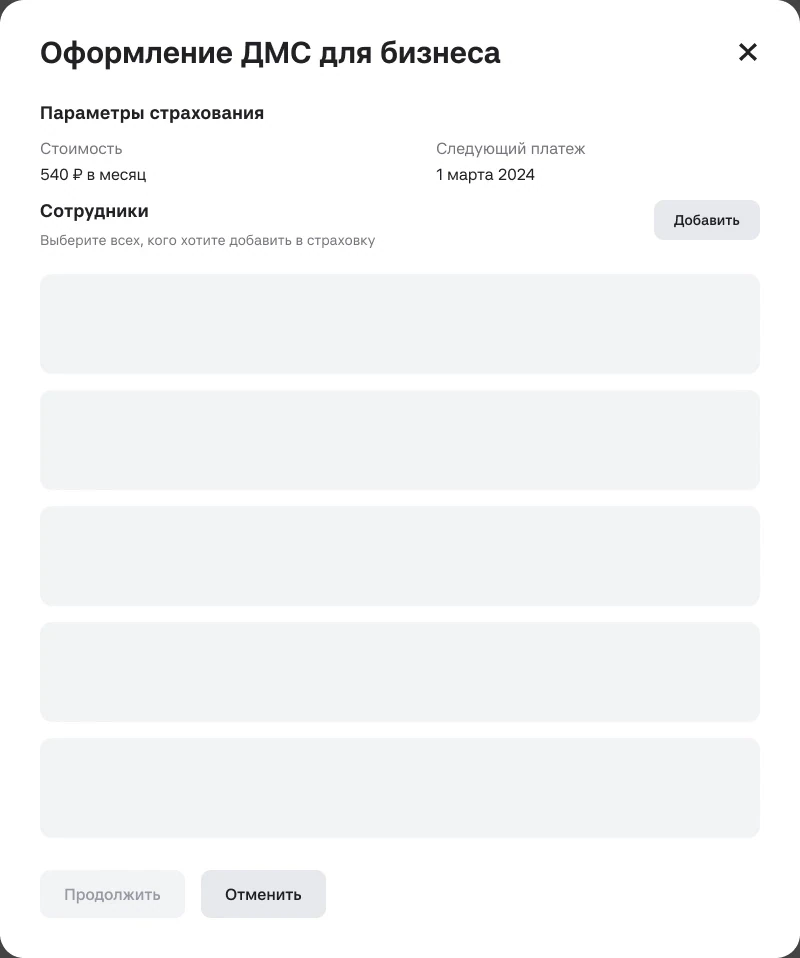 Оформление ДМС для бизнеса
Параметры страхования
Стоимость
Следующий платеж
540 ₽ в месяц
1 марта 2024
Сотрудники
Добавить
Выберите всех, кого хотите добавить в страховку
Продолжить
Отменить